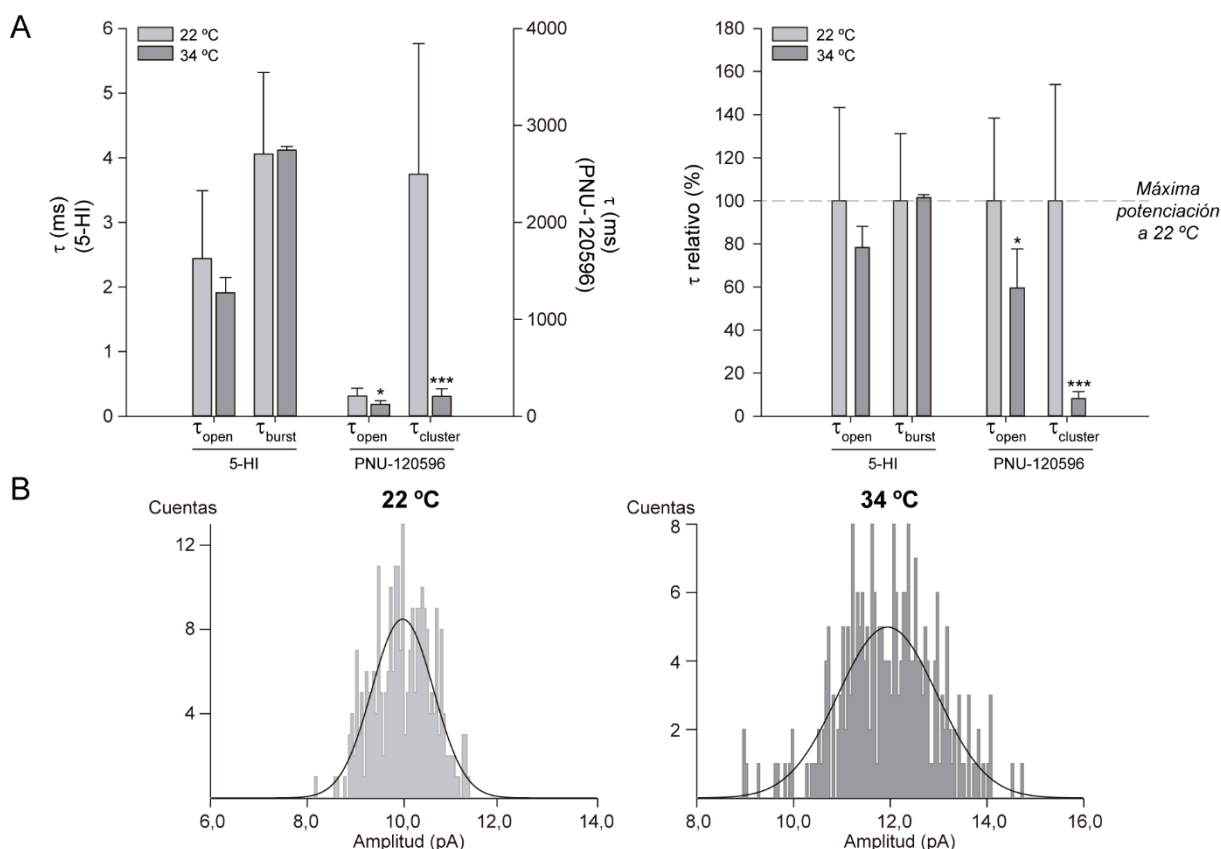 A
22 ºC
34 ºC
6
5
4
3
2
1
0
τ (ms)
(5-HI)
4000
3000
2000
1000
0
τ (ms)
(PNU-120596)
*
***
τopen
τburst
τopen
τcluster
5-HI
PNU-120596
22 ºC
34 ºC
180
160
140
120
100
80
60
40
20
0
τ relativo (%)
Máxima
potenciación
a 22 ºC
*
***
τopen
τburst
τopen
τcluster
5-HI
PNU-120596
B
22 ºC
Cuentas
12
8
4
6,0
8,0
10,0
12,0
14,0
Amplitud (pA)
34 ºC
Cuentas
8
6
4
2
8,0
10,0
12,0
14,0
16,0
Amplitud (pA)